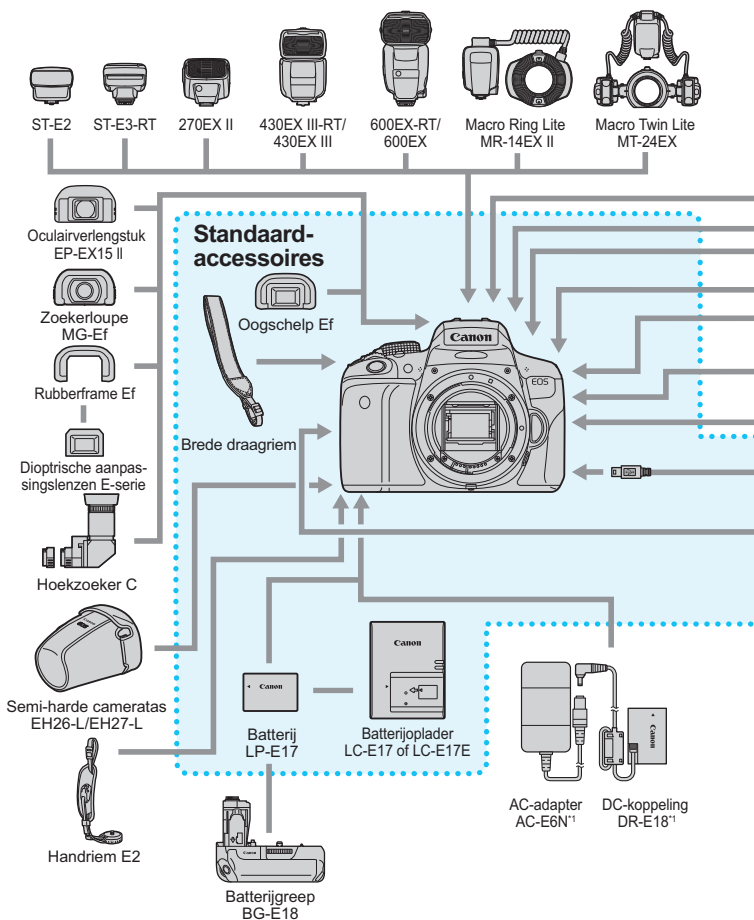 ST-E2
ST-E3-RT
270EX II
430EX III-RT/
430EX III
600EX-RT/
600EX
Macro Ring Lite
MR-14EX II
Macro Twin Lite
MT-24EX
Oculairverlengstuk
EP-EX15 ll
Zoekerloupe
MG-Ef
Rubberframe Ef
Dioptrische aanpas-
singslenzen E-serie
Hoekzoeker C
Semi-harde cameratas
EH26-L/EH27-L
Handriem E2
Standaard-
accessoires
Oogschelp Ef
Brede draagriem
Canon
EOS
Canon
Batterij
LP-E17
Canon
Batterijoplader
LC-E17 of LC-E17E
Canon
Batterijgreep
BG-E18
AC-adapter
AC-E6N*1
Canon
DC-koppeling
DR-E18*1